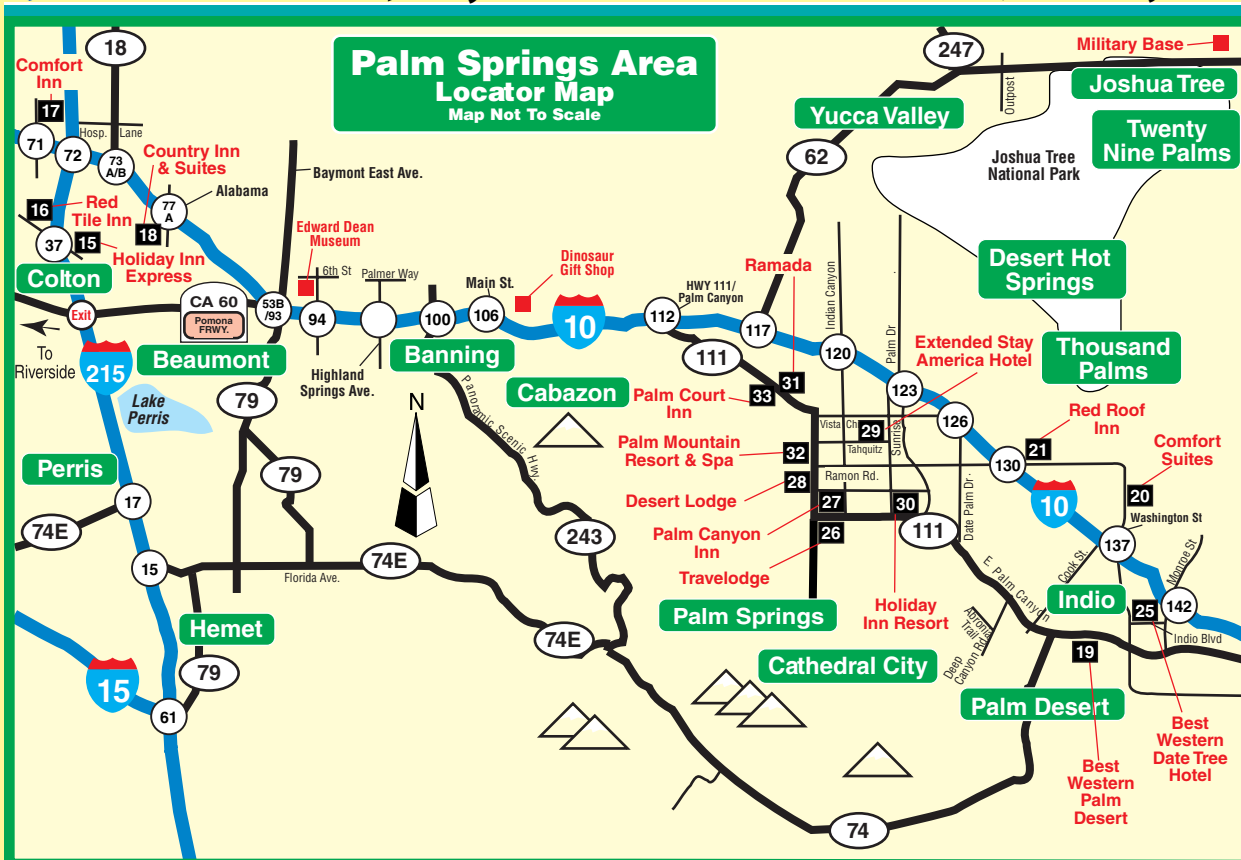 Palm Springs Area
Locator Map
Map Not To Scale
18
247
Military Base
Joshua Tree
Outpost
Yucca Valley
Twenty
Nine Palms
Comfort
Inn
17
Hosp. Lane
71
72
73
A/B
Country Inn
& Suites
Baymont East Ave.
62
Joshua Tree
National Park
77
A
Alabama
16
Red
Tile Inn
18
37
15
Holiday Inn
Express
Edward Dean
Museum
Colton
6th St
Palmer Way
Dinosaur
Gift Shop
Ramada
Indian Canyon
Palm Dr
Desert Hot
Springs
CA 60
Pomona
FRWY.
Exit
53B
/93
94
100
Main St.
106
10
HWY 111/
Palm Canyon
112
117
120
To
Riverside
215
Beaumont
Highland
Springs Ave.
Banning
111
Extended Stay
America Hotel
Thousand
Palms
Lake
Perris
79
N
Panoramic Scenic Hwy.
Cabazon
Palm Court
Inn
33
31
123
126
Red Roof
Inn
Vista Ch
29
Sunrise
Tahquitz
Palm Mountain
Resort & Spa
32
21
Comfort
Suites
Perris
79
Ramon Rd.
130
28
Desert Lodge
Date Palm Dr.
10
20
17
27
30
Washington St
74E
243
Palm Canyon
Inn
26
111
137
Monroe St
15
74E
Travelodge
E Palm Canyon
Cook St.
Florida Ave.
Palm Springs
Holiday
Inn Resort
Indio
25
142
Hemet
74E
Abronia
Trail
Deep
Canyon Rd.
Indio Blvd
19
79
Cathedral City
15
61
Palm Desert
Best
Western
Date Tree
Hotel
Best
Western
Palm
Desert
74